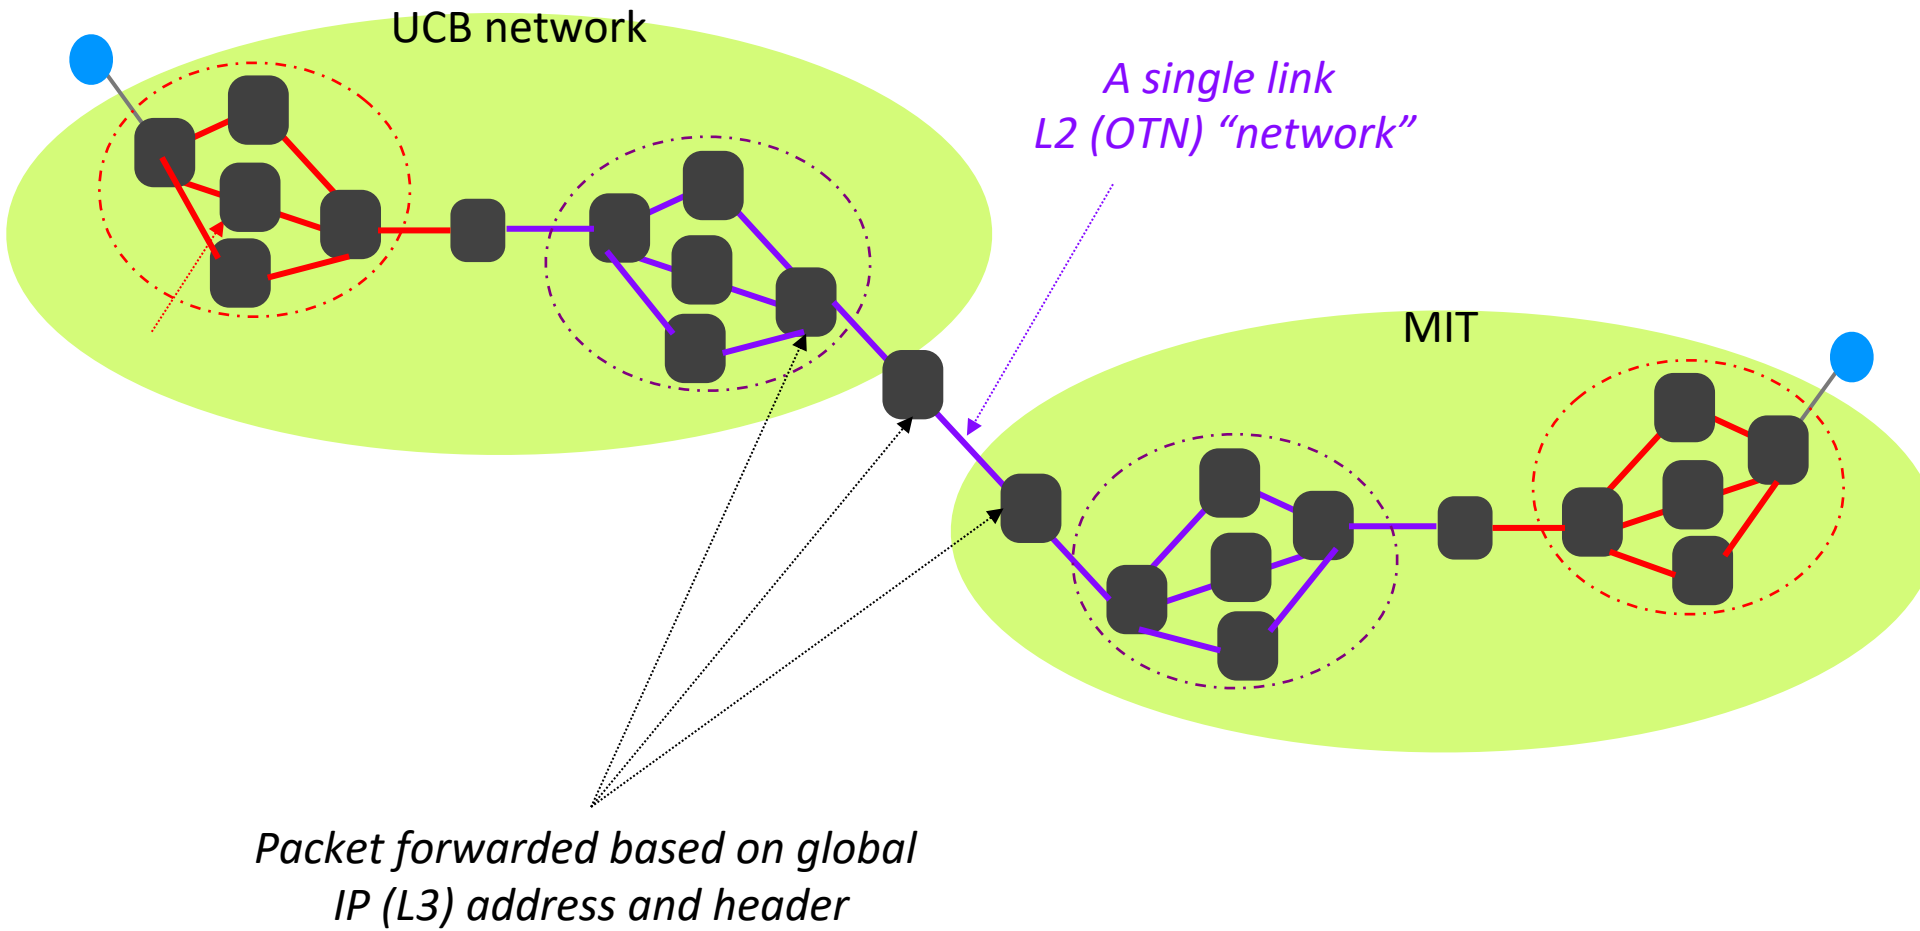 UCB network
A single link
L2 (OTN) “network”
MIT
Packet forwarded based on global
IP (L3) address and header